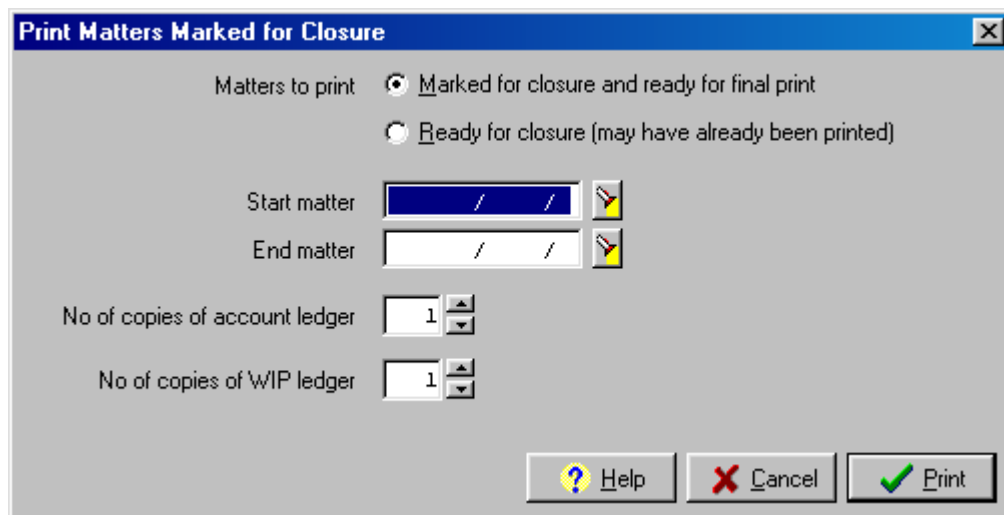 Print Matters Marked for Closure
Matters to print Marked for closure and ready for final print
Ready for closure (may have already been printed)
Start matter / /
End matter / /
No of copies of account ledger 1
No of copies of WIP ledger 1
? Help Cancel Print